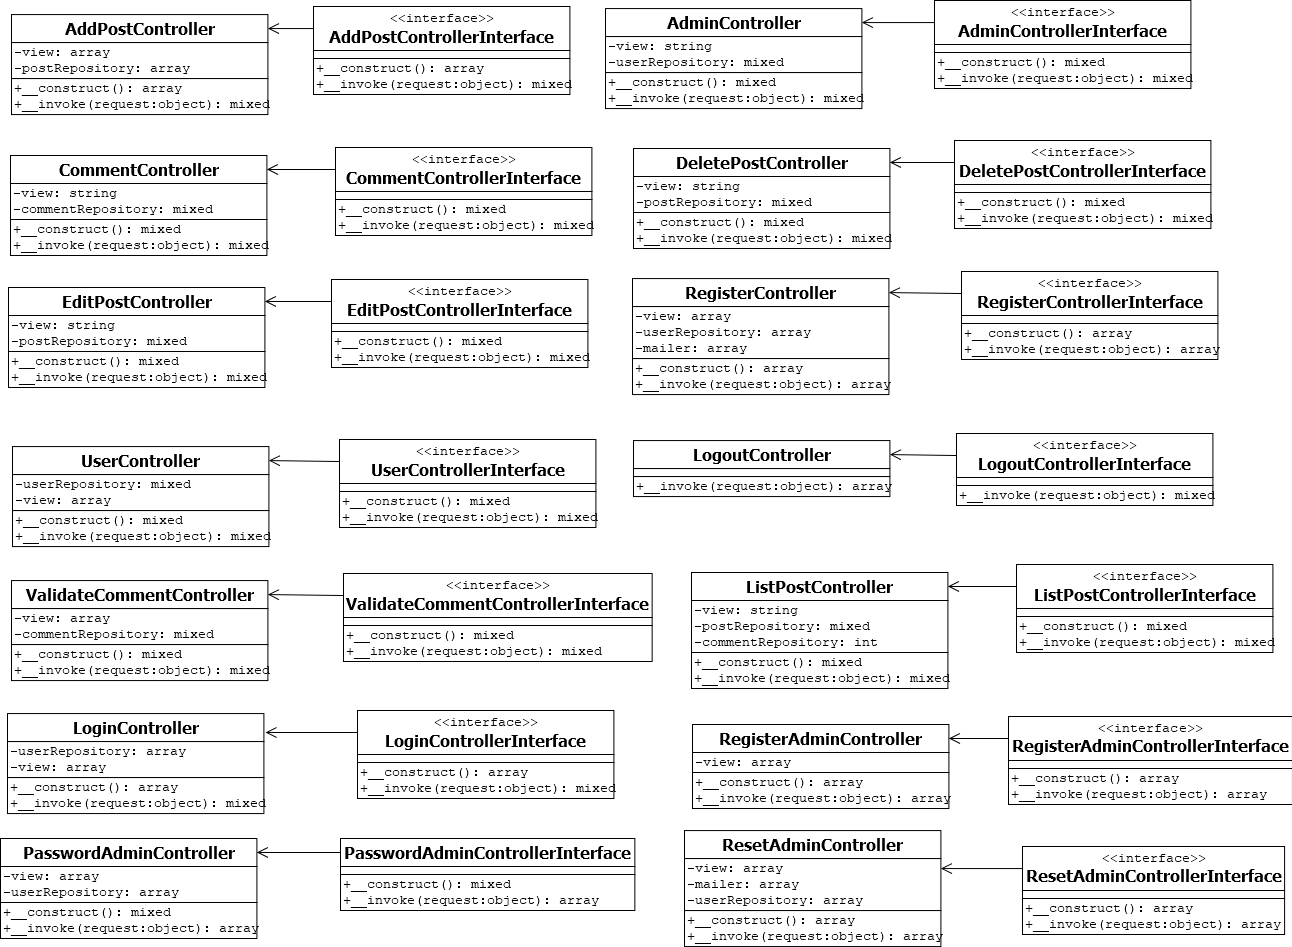 AddPostController
-view: array
-postRepository: array
+__construct(): array
+__invoke(request:object): mixed
<<interface>>
AddPostControllerInterface
+__construct(): array
+__invoke(request:object): mixed
AdminController
-view: string
-userRepository: mixed
+__construct(): mixed
+__invoke(request:object): mixed
<<interface>>
AdminControllerInterface
+__construct(): mixed
+__invoke(request:object): mixed
CommentController
-view: string
-commentRepository: mixed
+__construct(): mixed
+__invoke(request:object): mixed
<<interface>>
CommentControllerInterface
+__construct(): mixed
+__invoke(request:object): mixed
DeletePostController
-view: string
-postRepository: mixed
+__construct(): mixed
+__invoke(request:object): mixed
<<interface>>
DeletePostControllerInterface
+__construct(): mixed
+__invoke(request:object): mixed
EditPostController
-view: string
-postRepository: mixed
+__construct(): mixed
+__invoke(request:object): mixed
<<interface>>
EditPostControllerInterface
+__construct(): mixed
+__invoke(request:object): mixed
RegisterController
-view: array
-userRepository: array
-mailer: array
+__construct(): array
+__invoke(request:object): array
<<interface>>
RegisterControllerInterface
+__construct(): array
+__invoke(request:object): array
UserController
-userRepository: mixed
-view: array
+__construct(): mixed
+__invoke(request:object): mixed
<<interface>>
UserControllerInterface
+__construct(): mixed
+__invoke(request:object): mixed
LogoutController
+__invoke(request:object): array
<<interface>>
LogoutControllerInterface
+__invoke(request:object): mixed
ValidateCommentController
-view: array
-commentRepository: mixed
+__construct(): mixed
+__invoke(request:object): mixed
<<interface>>
ValidateCommentControllerInterface
+__construct(): mixed
+__invoke(request:object): mixed
ListPostController
-view: string
-postRepository: mixed
-commentRepository: int
+__construct(): mixed
+__invoke(request:object): mixed
<<interface>>
ListPostControllerInterface
+__construct(): mixed
+__invoke(request:object): mixed
LoginController
-userRepository: array
-view: array
+__construct(): array
+__invoke(request:object): mixed
<<interface>>
LoginControllerInterface
+__construct(): array
+__invoke(request:object): mixed
RegisterAdminController
-view: array
+__construct(): array
+__invoke(request:object): array
<<interface>>
RegisterAdminControllerInterface
+__construct(): array
+__invoke(request:object): array
PasswordAdminController
-view: array
-userRepository: array
+__construct(): mixed
+__invoke(request:object): array
PasswordAdminControllerInterface
+__construct(): mixed
+__invoke(request:object): array
ResetAdminController
-view: array
-mailer: array
-userRepository: array
+__construct(): array
+__invoke(request:object): array
<<interface>>
ResetAdminControllerInterface
+__construct(): array
+__invoke(request:object): array